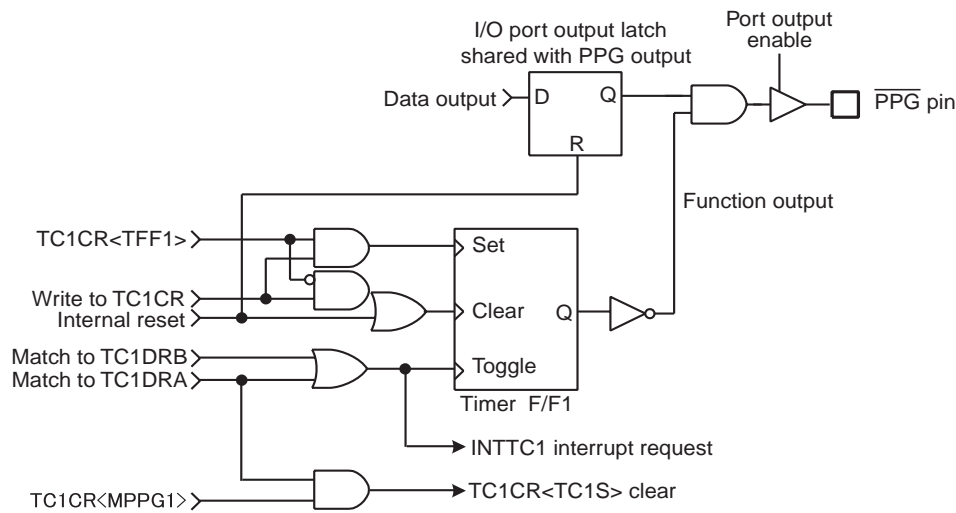 I/O port output latch
shared with PPG output
Port output
enable
Data output
D
Q
R
PPG pin
Function output
TC1CR<TFF1>
Set
Write to TC1CR
Internal reset
Clear
Q
Match to TC1DRB
Match to TC1DRA
Toggle
Timer F/F1
INTTC1 interrupt request
TC1CR<MPPG1>
TC1CR<TC1S> clear